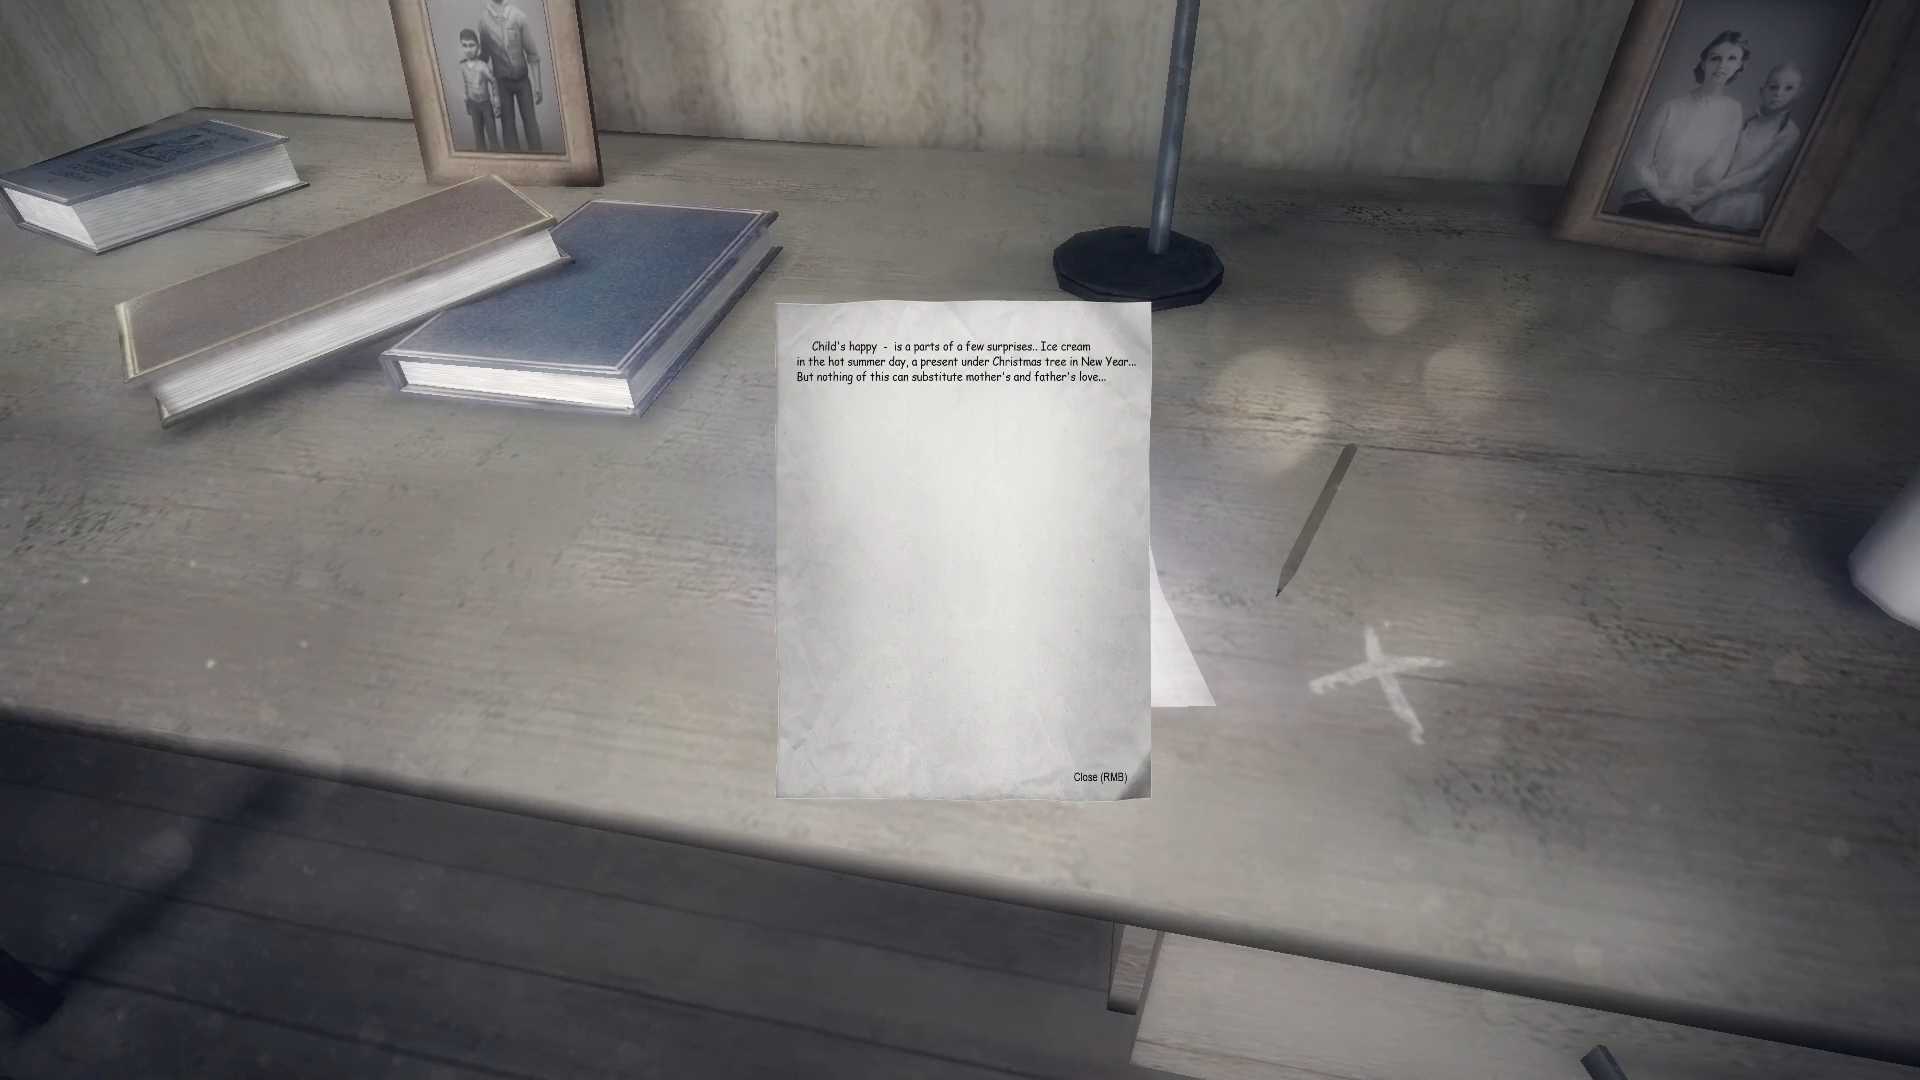 Child's happy - is a parts of a few surprises.. Ice cream
in the hot summer day, a present under Christmas tree in New Year...
But nothing of this can substitute mother's and father's love...
Close (RMB)